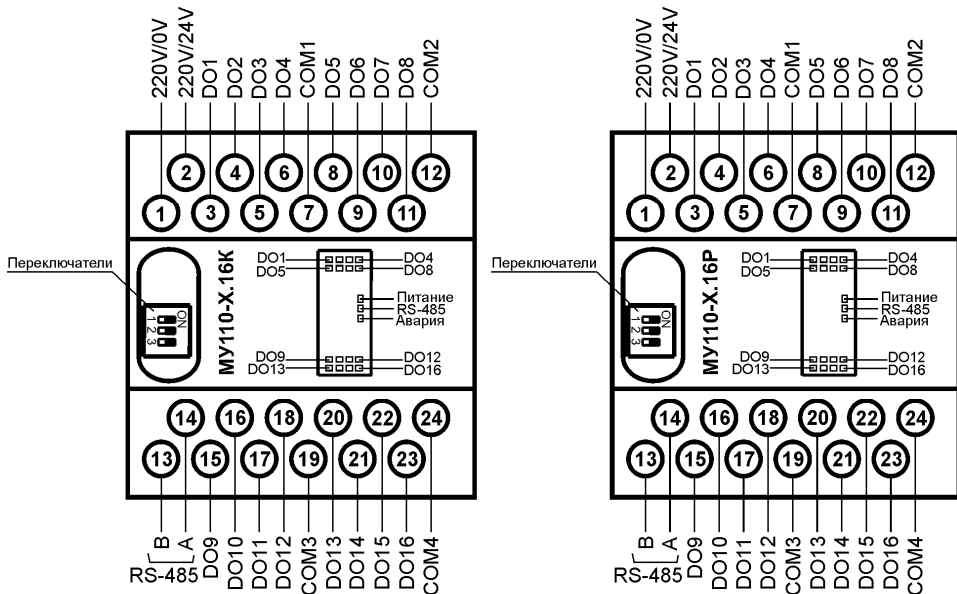 220V/0V
220V/24V
DO1
DO2
DO3
DO4
COM1
DO5
DO6
DO7
DO8
COM2
2 4 6 8 10 12
1 3 5 7 9 11
Переключатели
ON
1 2 3
МУ110-Х.16К
DO1 DO4
DO5 DO8
Питание
RS-485
Авария
DO9 DO12
DO13 DO16
14 16 18 20 22 24
13 15 17 19 21 23
B
A
RS-485
DO9
DO10
DO11
DO12
COM3
DO13
DO14
DO15
DO16
COM4
220V/0V
220V/24V
DO1
DO2
DO3
DO4
COM1
DO5
DO6
DO7
DO8
COM2
2 4 6 8 10 12
1 3 5 7 9 11
Переключатели
ON
1 2 3
МУ110-Х.16Р
DO1 DO4
DO5 DO8
Питание
RS-485
Авария
DO9 DO12
DO13 DO16
14 16 18 20 22 24
13 15 17 19 21 23
B
A
RS-485
DO9
DO10
DO11
DO12
COM3
DO13
DO14
DO15
DO16
COM4